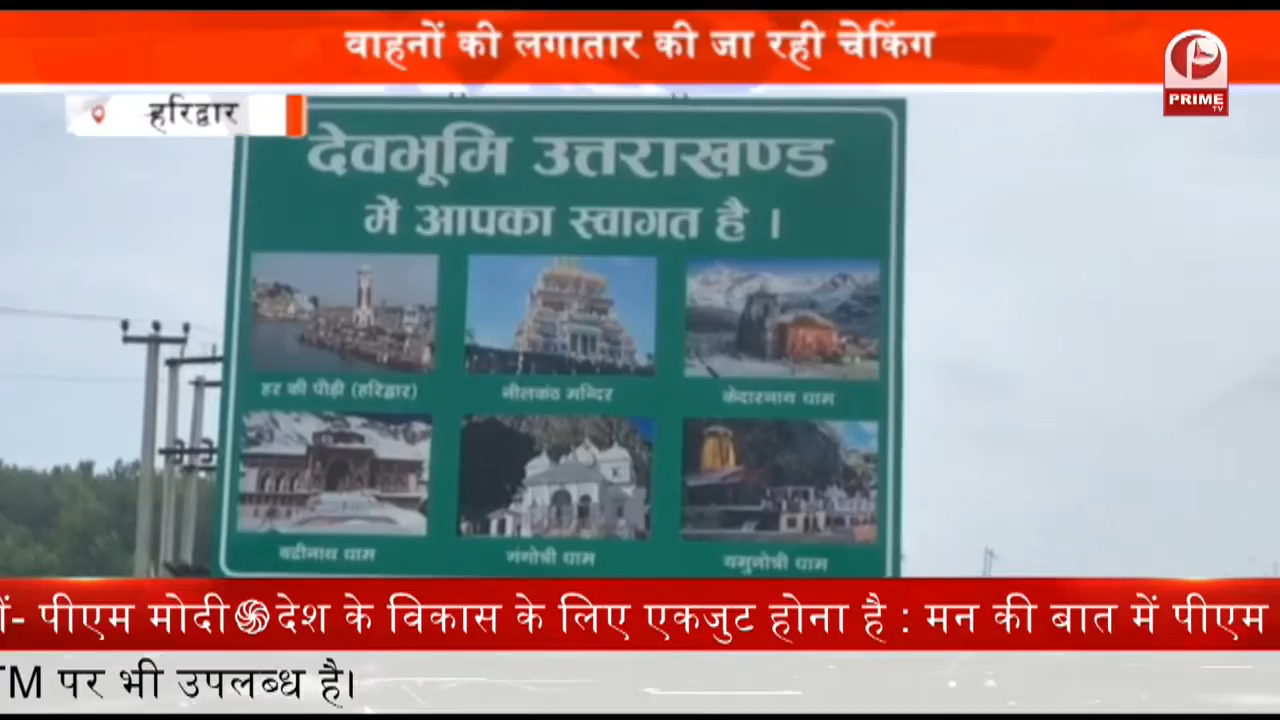 वाहनों की लगातार की जा रही चेकिंग
PRIME
TV
हरिद्वार
देवभूमि उत्तराखण्ड
में आपका स्वागत है ।
हर की पौड़ी (हरिद्वार)
नीलकंठ मन्दिर
केदारनाथ धाम
बद्रीनाथ धाम
गंगोत्री धाम
यमुनोत्री धाम
पीएम मोदी देश के विकास के लिए एकजुट होना है : मन की बात में पीएम
TM पर भी उपलब्ध है।